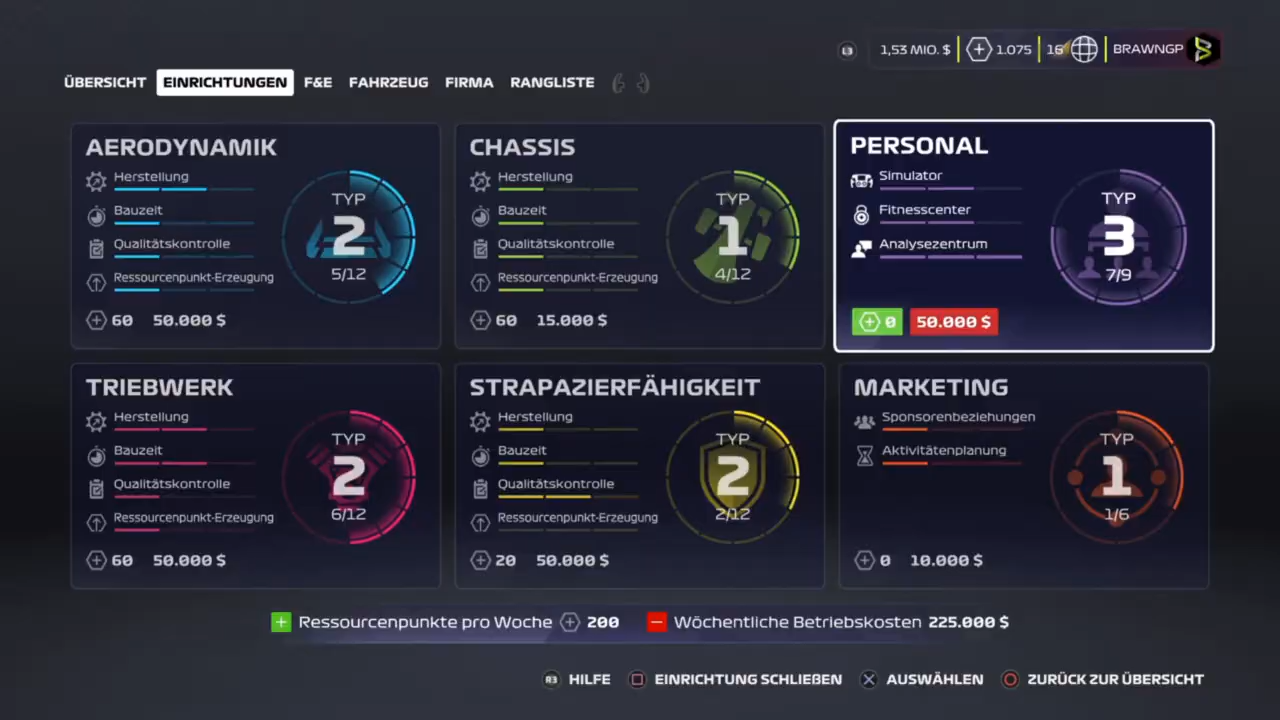 L3 1,53 MIO. $ 1.075 16 BRAWNGP
ÜBERSICHT EINRICHTUNGEN F&E FAHRZEUG FIRMA RANGLISTE
AERODYNAMIK
Herstellung
Bauzeit
Qualitätskontrolle
Ressourcenpunkt-Erzeugung
TYP
2
5/12
60 50.000 $
CHASSIS
Herstellung
Bauzeit
Qualitätskontrolle
Ressourcenpunkt-Erzeugung
TYP
1
4/12
60 15.000 $
PERSONAL
Simulator
Fitnesscenter
Analysezentrum
TYP
3
7/9
0 50.000 $
TRIEBWERK
Herstellung
Bauzeit
Qualitätskontrolle
Ressourcenpunkt-Erzeugung
TYP
2
6/12
60 50.000 $
STRAPAZIERFÄHIGKEIT
Herstellung
Bauzeit
Qualitätskontrolle
Ressourcenpunkt-Erzeugung
TYP
2
2/12
20 50.000 $
MARKETING
Sponsorenbeziehungen
Aktivitätenplanung
TYP
1
1/6
0 10.000 $
Ressourcenpunkte pro Woche 200 Wöchentliche Betriebskosten 225.000 $
R3 HILFE EINRICHTUNG SCHLIEßEN AUSWÄHLEN ZURÜCK ZUR ÜBERSICHT